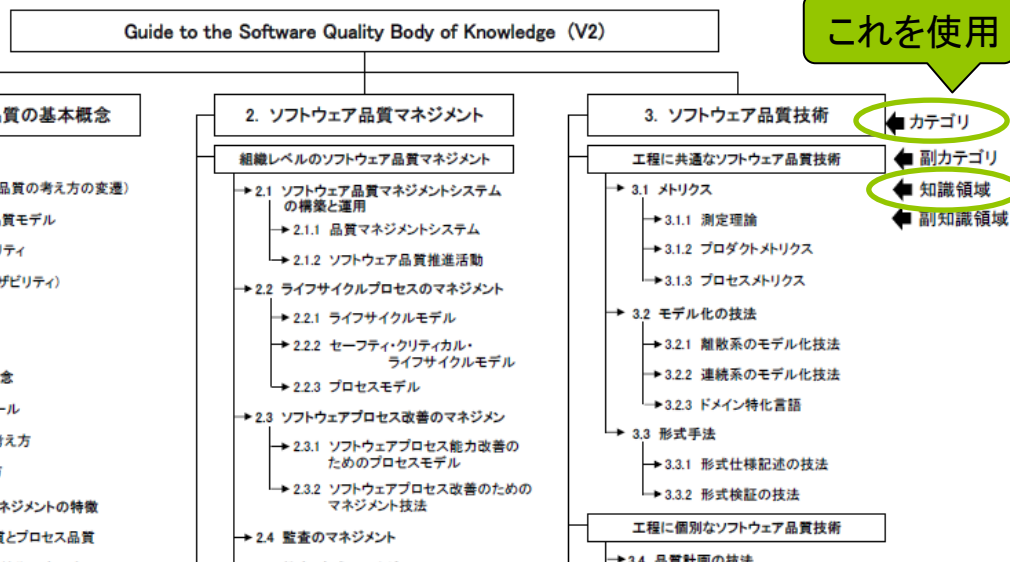 Guide to the Software Quality Body of Knowledge (V2)
これを使用
質の基本概念
品質の考え方の変遷)
質モデル
リティ
ザビリティ)
念
ール
考え方
ネジメントの特徴
質とプロセス品質
2. ソフトウェア品質マネジメント
組織レベルのソフトウェア品質マネジメント
2.1 ソフトウェア品質マネジメントシステム
の構築と運用
2.1.1 品質マネジメントシステム
2.1.2 ソフトウェア品質推進活動
2.2 ライフサイクルプロセスのマネジメント
2.2.1 ライフサイクルモデル
2.2.2 セーフティ・クリティカル・
ライフサイクルモデル
2.2.3 プロセスモデル
2.3 ソフトウェアプロセス改善のマネジメン
2.3.1 ソフトウェアプロセス能力改善の
ためのプロセスモデル
2.3.2 ソフトウェアプロセス改善のための
マネジメント技法
2.4 監査のマネジメント
3. ソフトウェア品質技術
工程に共通なソフトウェア品質技術
3.1 メトリクス
3.1.1 測定理論
3.1.2 プロダクトメトリクス
3.1.3 プロセスメトリクス
3.2 モデル化の技法
3.2.1 離散系のモデル化技法
3.2.2 連続系のモデル化技法
3.2.3 ドメイン特化言語
3.3 形式手法
3.3.1 形式仕様記述の技法
3.3.2 形式検証の技法
工程に個別なソフトウェア品質技術
3.4 品質計画の技法
カテゴリ
副カテゴリ
知識領域
副知識領域